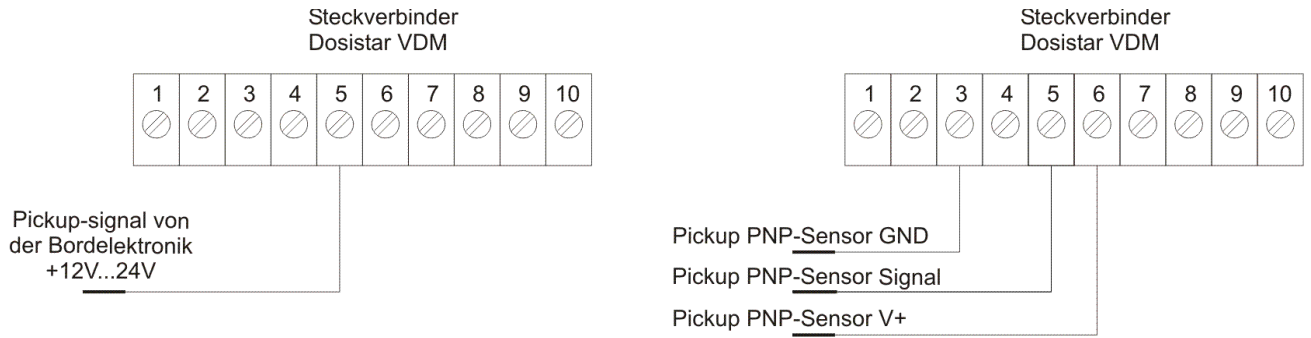 Steckverbinder
Dosistar VDM
1 2 3 4 5 6 7 8 9 10
Pickup-signal von
der Bordelektronik
+12V...24V
Steckverbinder
Dosistar VDM
1 2 3 4 5 6 7 8 9 10
Pickup PNP-Sensor GND
Pickup PNP-Sensor Signal
Pickup PNP-Sensor V+